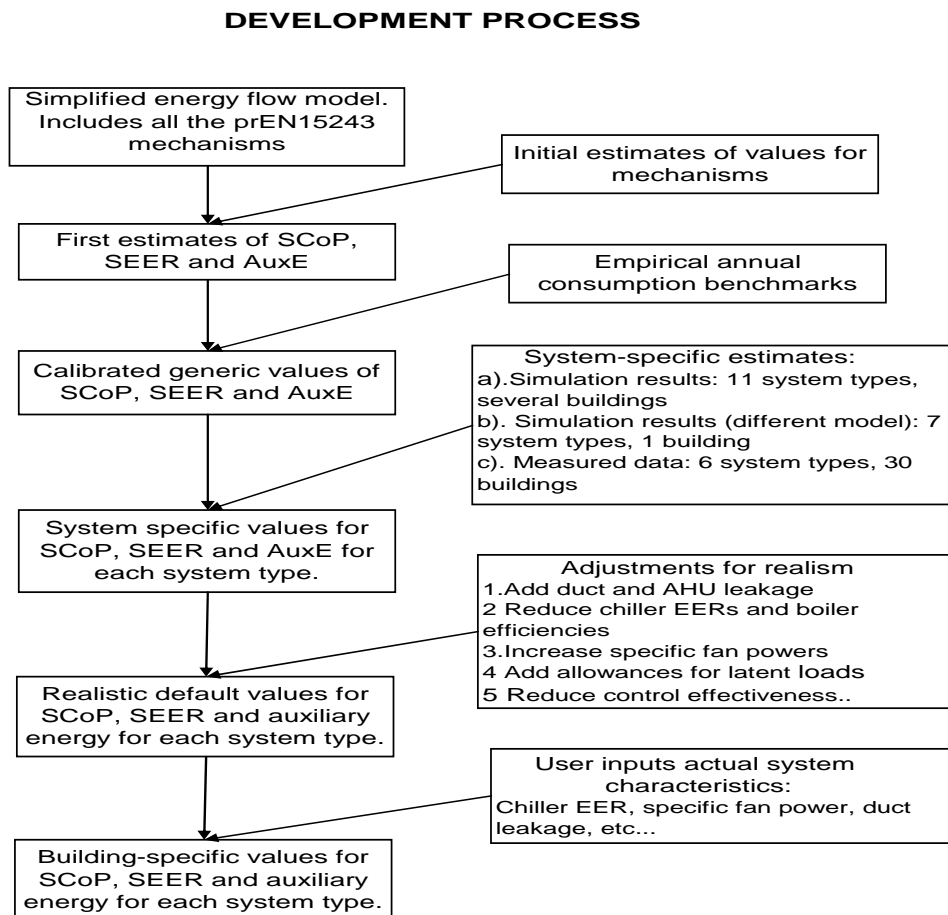 DEVELOPMENT PROCESS
Simplified energy flow model.
Includes all the prEN15243
mechanisms
Initial estimates of values for
mechanisms
First estimates of SCoP,
SEER and AuxE
Empirical annual
consumption benchmarks
Calibrated generic values of
SCoP, SEER and AuxE
System-specific estimates:
a).Simulation results: 11 system types,
several buildings
b). Simulation results (different model): 7
system types, 1 building
c). Measured data: 6 system types, 30
buildings
System specific values for
SCoP, SEER and AuxE for
each system type.
Adjustments for realism
1.Add duct and AHU leakage
2 Reduce chiller EERs and boiler
efficiencies
3.Increase specific fan powers
4 Add allowances for latent loads
5 Reduce control effectiveness..
Realistic default values for
SCoP, SEER and auxiliary
energy for each system type.
User inputs actual system
characteristics:
Chiller EER, specific fan power, duct
leakage, etc...
Building-specific values for
SCoP, SEER and auxiliary
energy for each system type.